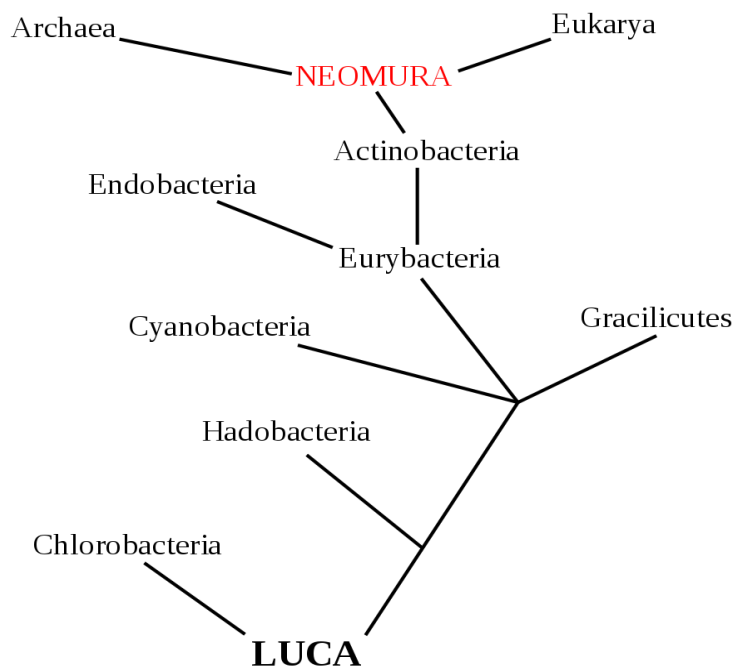 Archaea
Eukarya
NEOMURA
Actinobacteria
Endobacteria
Eurybacteria
Cyanobacteria
Gracilicutes
Hadobacteria
Chlorobacteria
LUCA